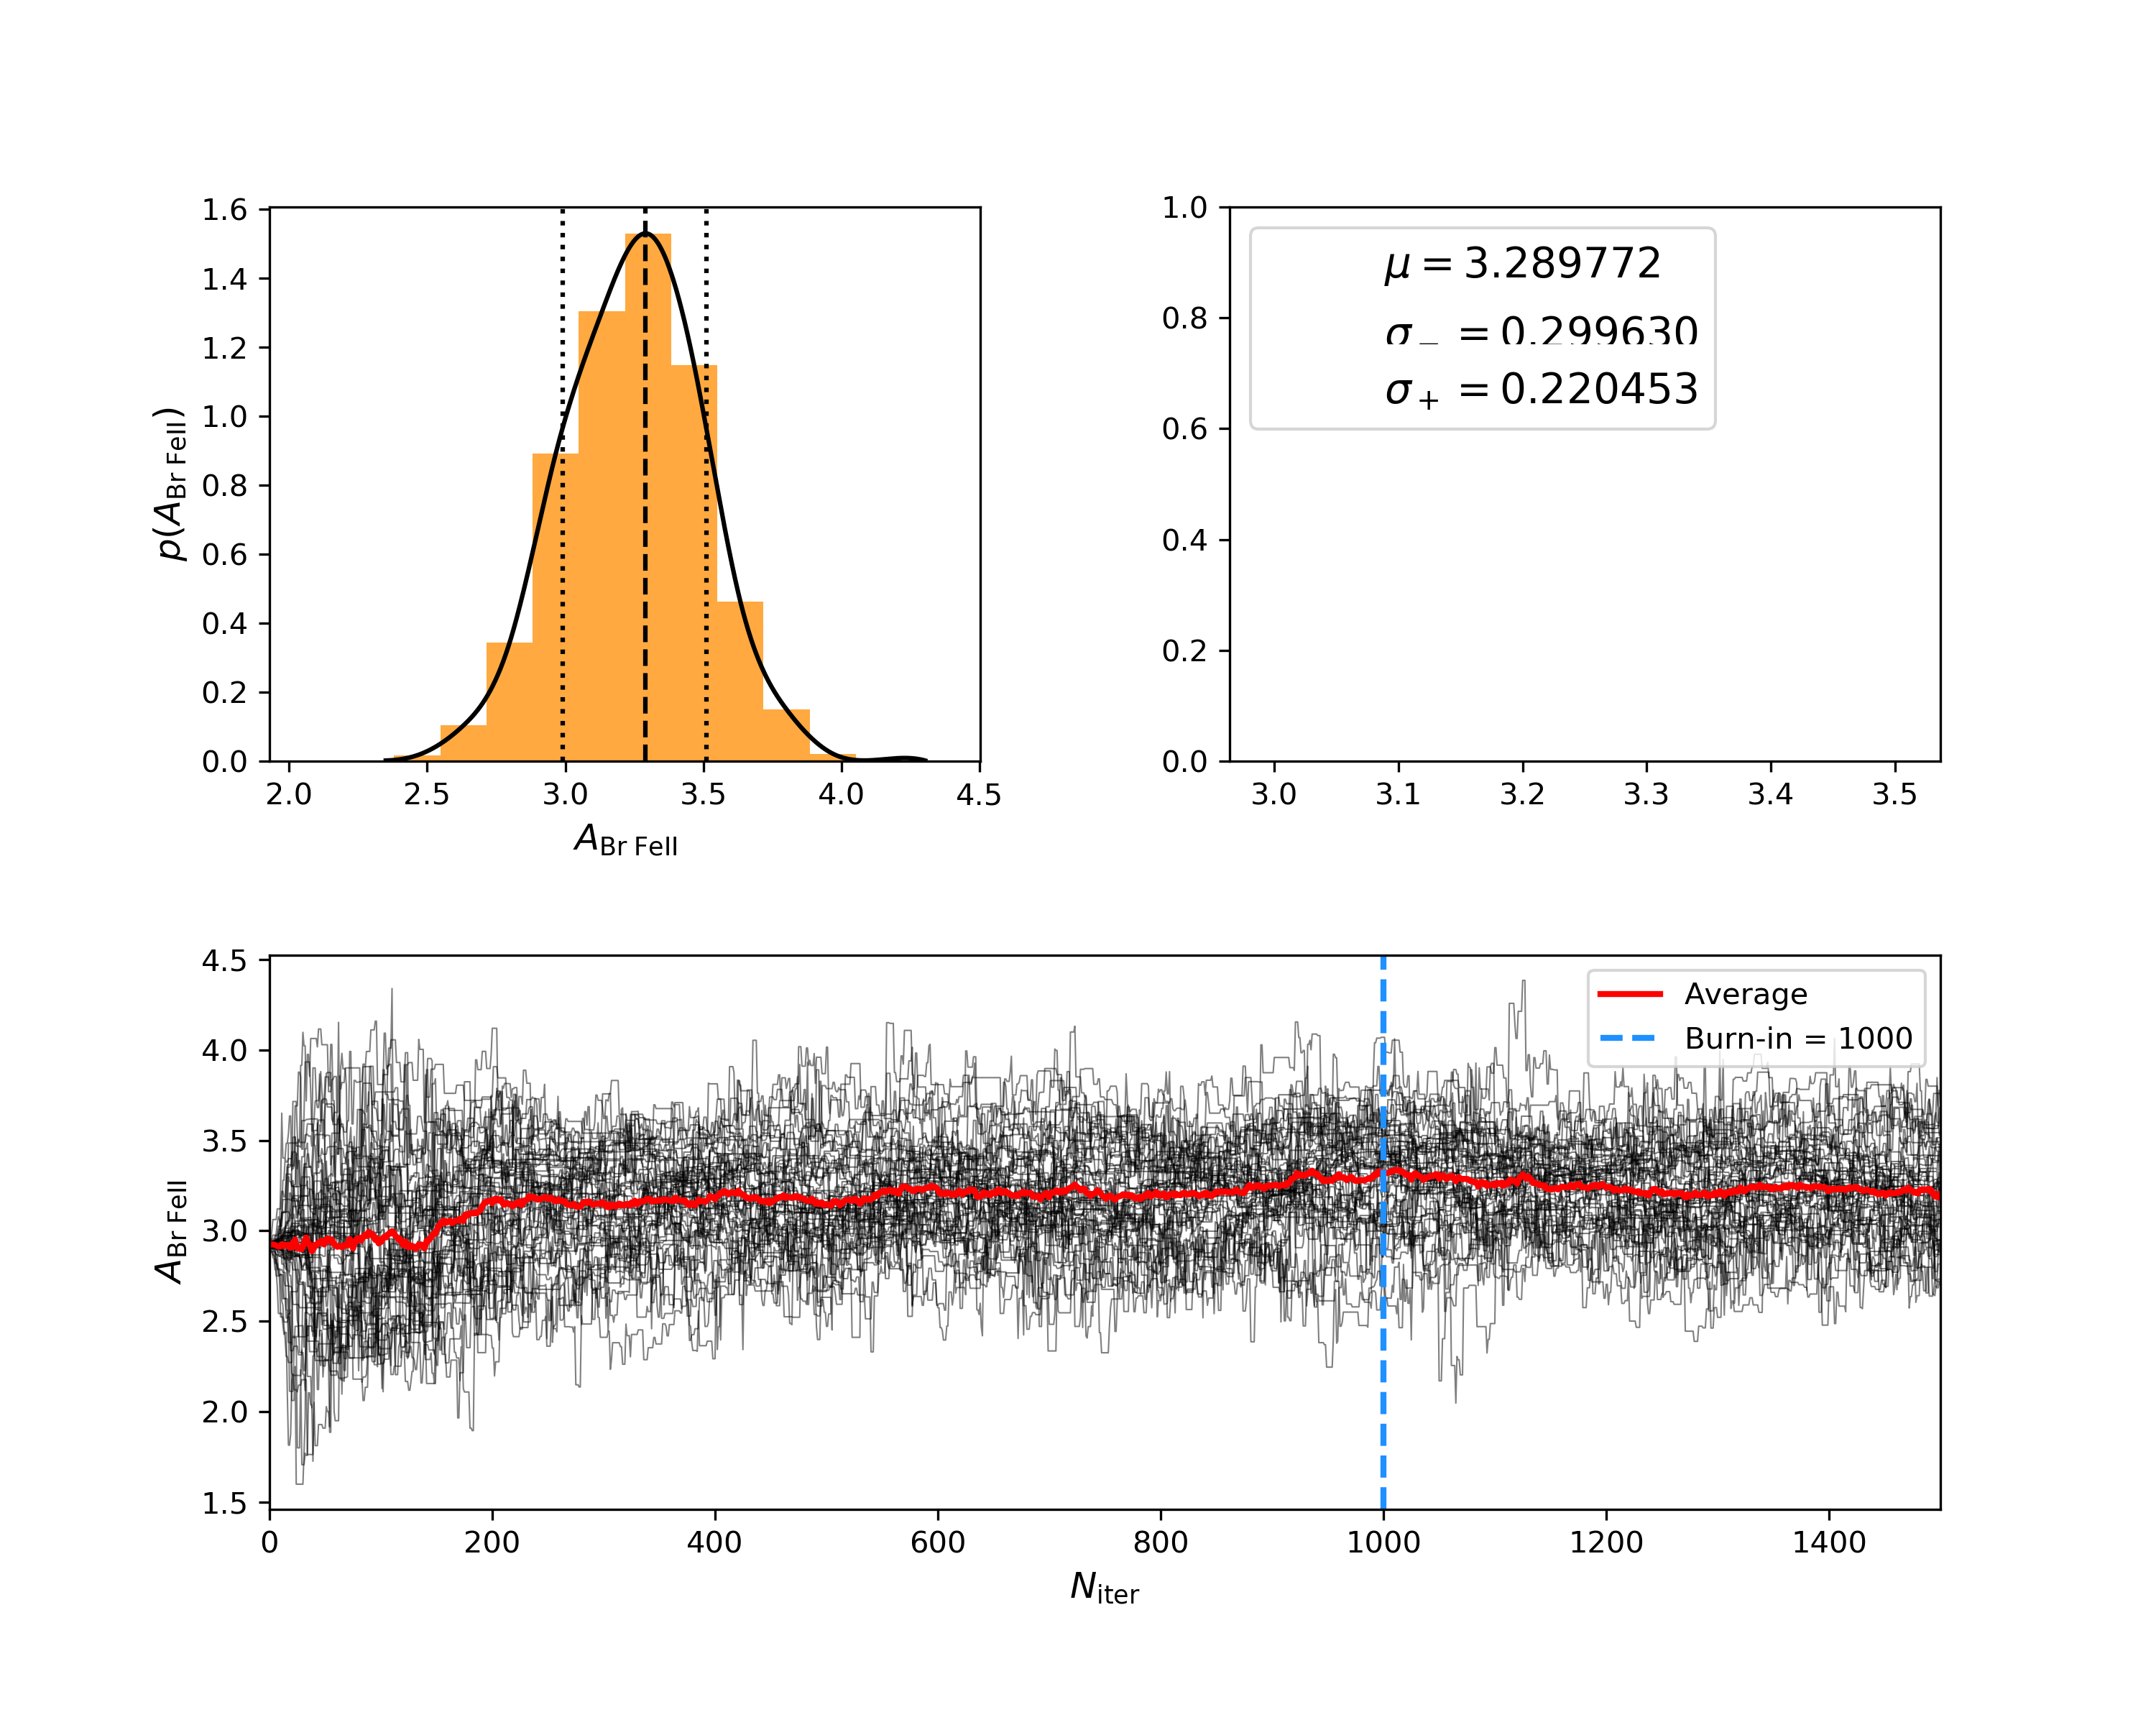 1.6
1.4
1.2
1.0
0.8
0.6
0.4
0.2
0.0
p(A_Br FeII)
2.0 2.5 3.0 3.5 4.0 4.5
A_Br FeII
1.0
0.8
0.6
0.4
0.2
0.0
μ = 3.289772
σ_− = 0.299630
σ_+ = 0.220453
3.0 3.1 3.2 3.3 3.4 3.5
4.5
4.0
3.5
3.0
2.5
2.0
1.5
A_Br FeII
Average
Burn-in = 1000
0 200 400 600 800 1000 1200 1400
N_iter